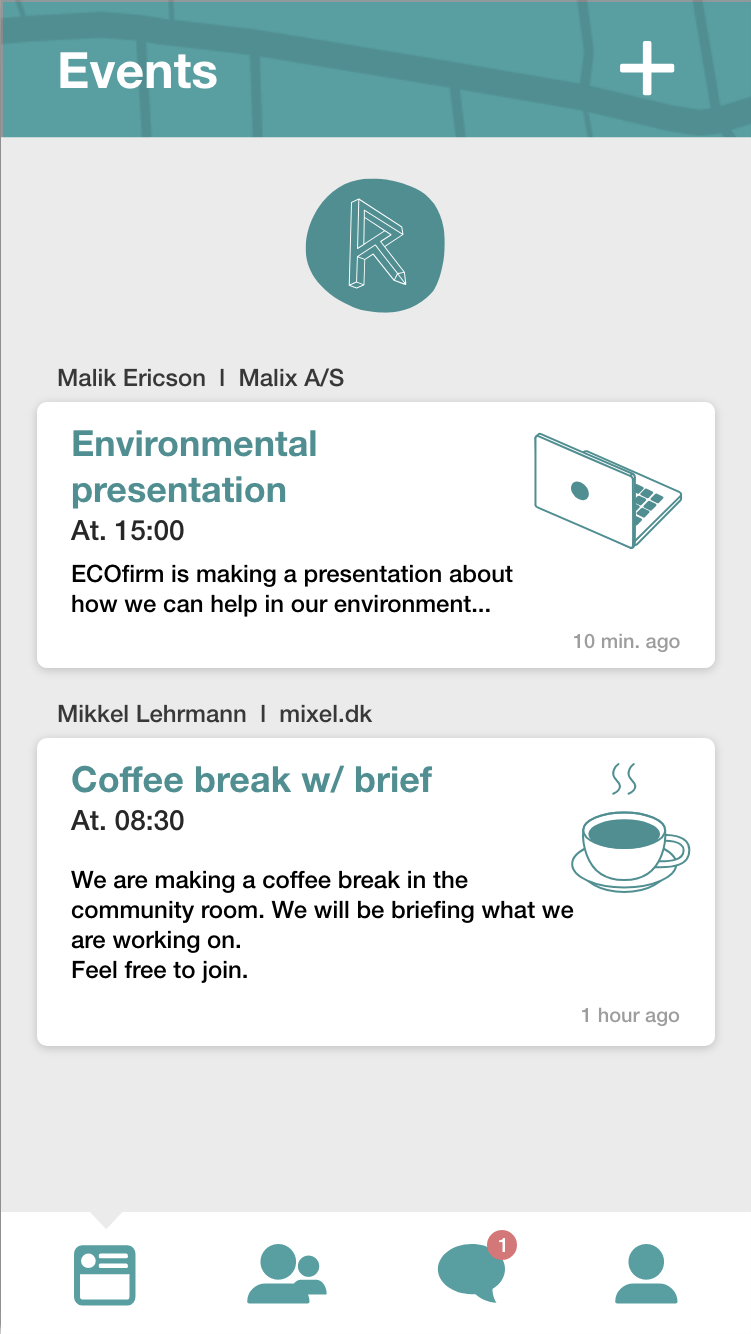 Events
R
Malik Ericson | Malix A/S
Environmental
presentation
At. 15:00
ECOfirm is making a presentation about
how we can help in our environment...
10 min. ago
Mikkel Lehrmann | mixel.dk
Coffee break w/ brief
At. 08:30
We are making a coffee break in the
community room. We will be briefing what we
are working on.
Feel free to join.
1 hour ago
1